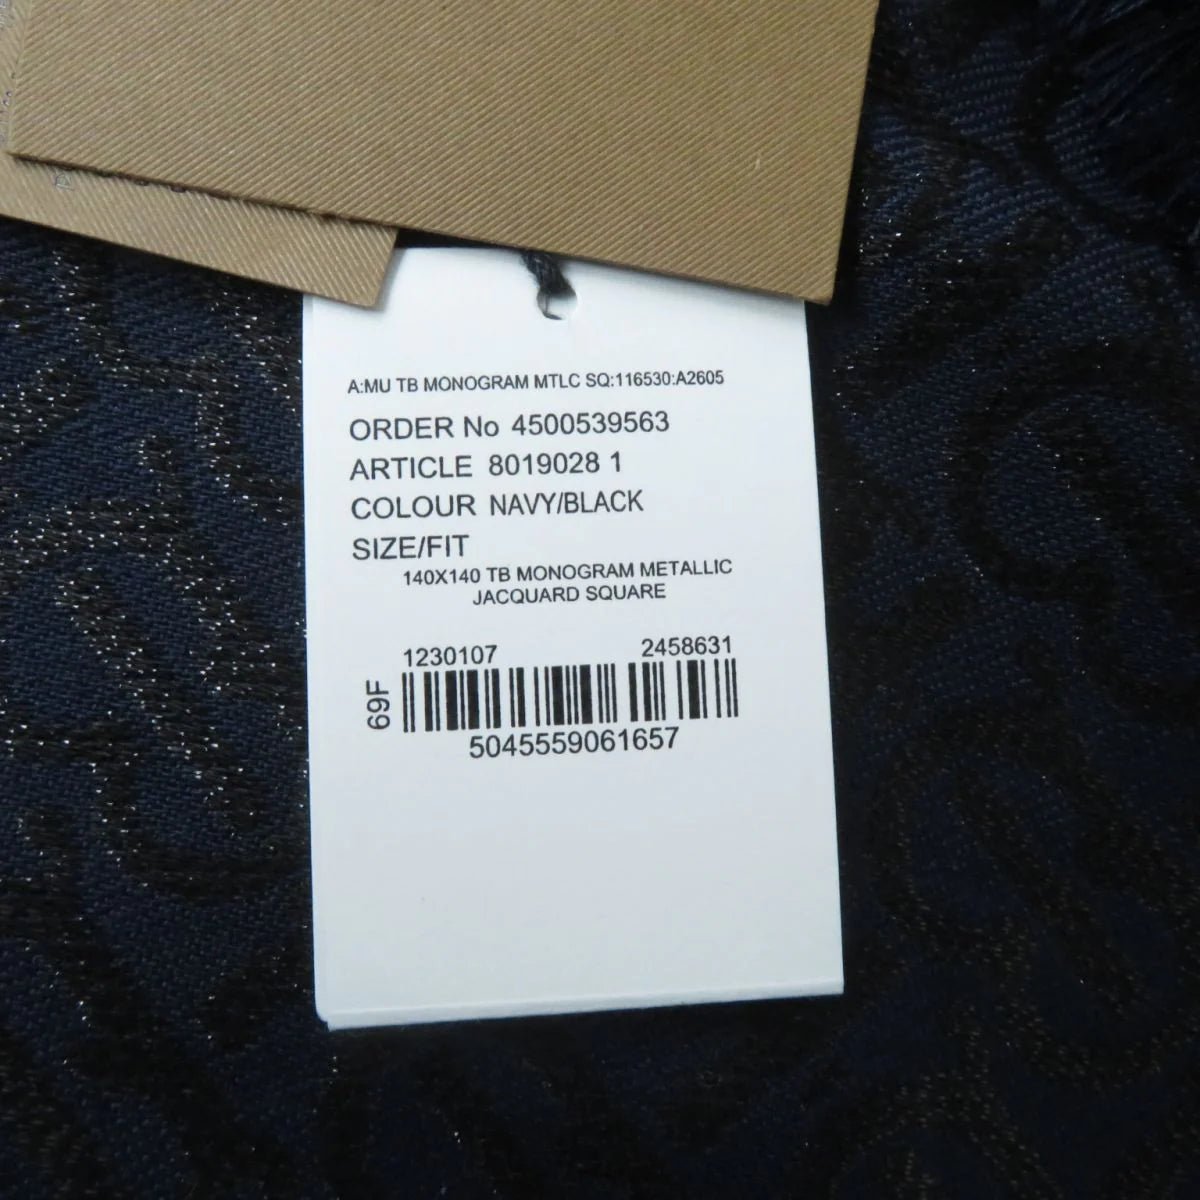 A:MU TB MONOGRAM MTLC SQ:116530:A2605
ORDER No 4500539563
ARTICLE 8019028 1
COLOUR NAVY/BLACK
SIZE/FIT
140X140 TB MONOGRAM METALLIC
JACQUARD SQUARE
1230107 2458631
69F
5045559061657